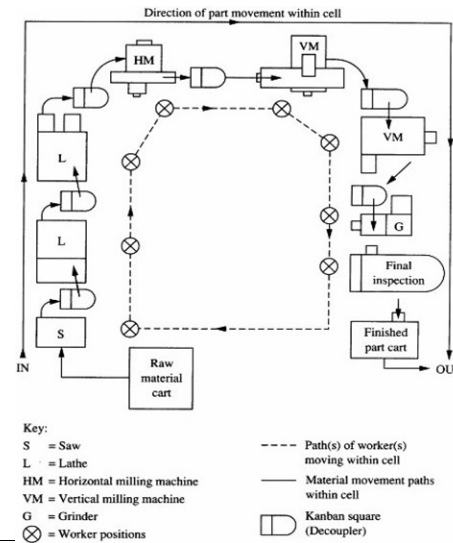 Direction of part movement within cell
HM
VM
VM
L
L
G
Final
inspection
S
Raw
material
cart
Finished
part cart
IN
OU
Key:
S = Saw
L = Lathe
HM = Horizontal milling machine
VM = Vertical milling machine
G = Grinder
= Worker positions
Path(s) of worker(s)
moving within cell
Material movement paths
within cell
Kanban square
(Decoupler)